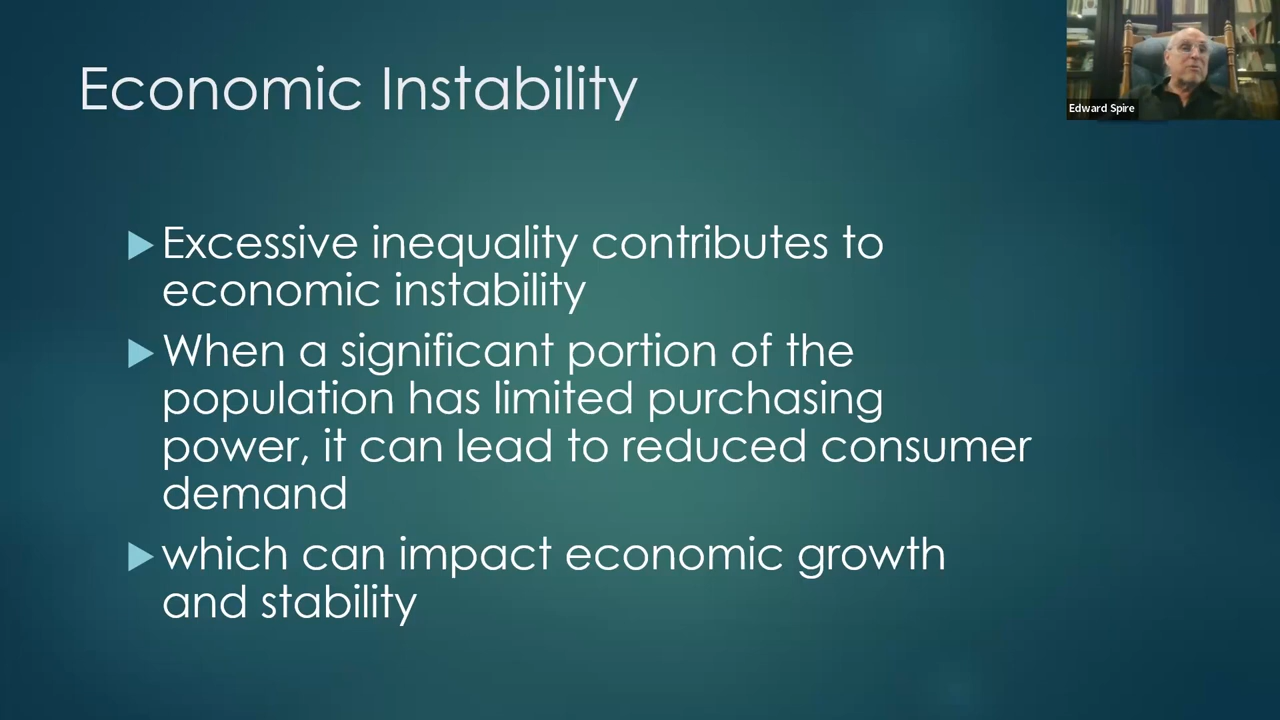 Economic Instability
Edward Spire
Excessive inequality contributes to
economic instability
When a significant portion of the
population has limited purchasing
power, it can lead to reduced consumer
demand
which can impact economic growth
and stability